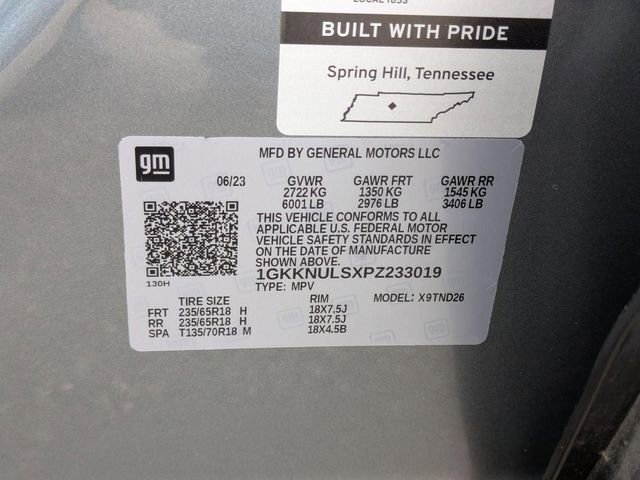 LOCAL1853
BUILT WITH PRIDE
Spring Hill, Tennessee
gm
MFD BY GENERAL MOTORS LLC
06/23 GVWR GAWR FRT GAWR RR
2722 KG 1350 KG 1545 KG
6001 LB 2976 LB 3406 LB
THIS VEHICLE CONFORMS TO ALL
APPLICABLE U.S. FEDERAL MOTOR
VEHICLE SAFETY STANDARDS IN EFFECT
ON THE DATE OF MANUFACTURE
SHOWN ABOVE.
130H
1GKKNULSXPZ233019
TYPE: MPV
TIRE SIZE RIM MODEL: X9TND26
FRT 235/65R18 H 18X7.5J
RR 235/65R18 H 18X7.5J
SPA T135/70R18 M 18X4.5B